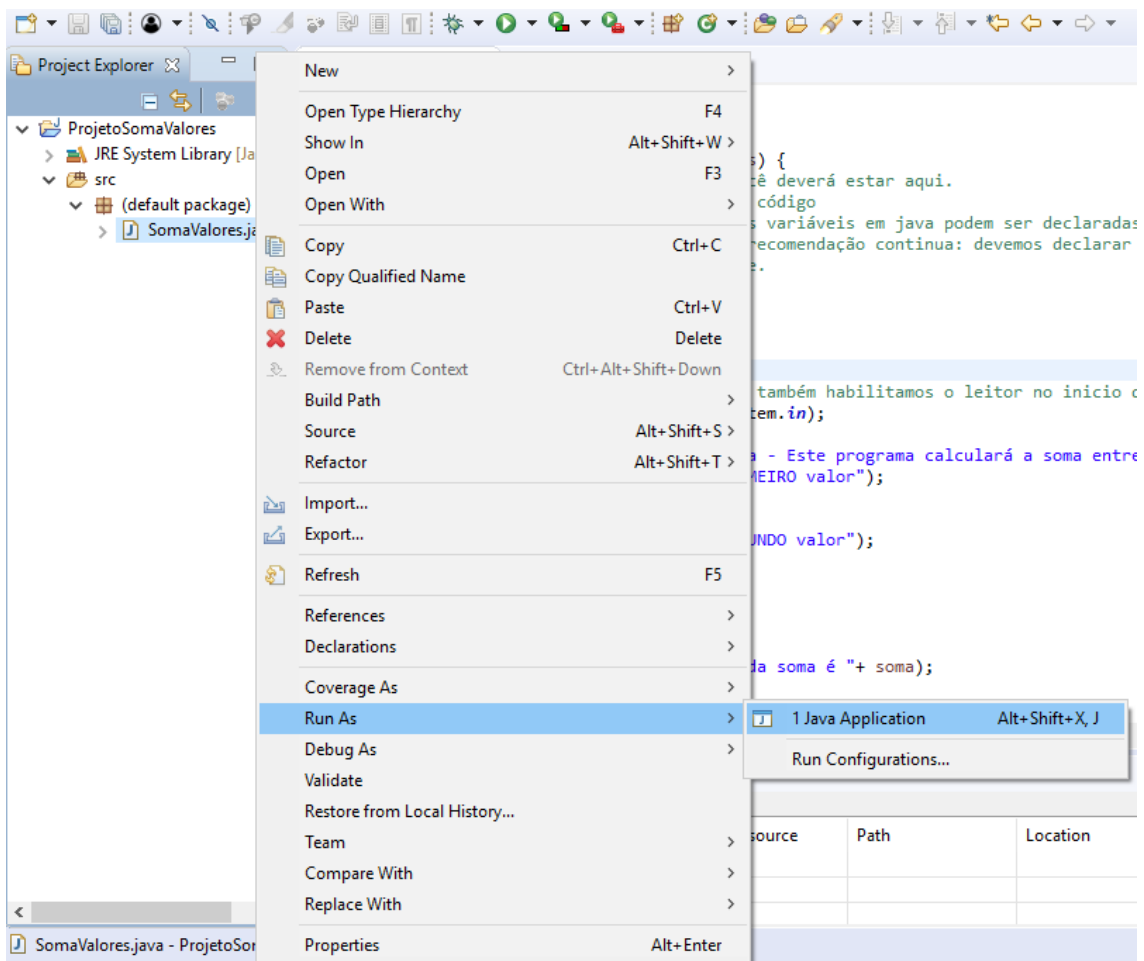 Project Explorer
ProjetoSomaValores
JRE System Library [Ja
src
(default package)
SomaValores.ja
New
Open Type Hierarchy F4
Show In Alt+Shift+W >
Open F3
Open With
Copy Ctrl+C
Copy Qualified Name
Paste Ctrl+V
Delete Delete
Remove from Context Ctrl+Alt+Shift+Down
Build Path
Source Alt+Shift+S >
Refactor Alt+Shift+T >
Import...
Export...
Refresh F5
References
Declarations
Coverage As
Run As
Debug As
Validate
Restore from Local History...
Team
Compare With
Replace With
Properties Alt+Enter
1 Java Application Alt+Shift+X, J
Run Configurations...
s) {
cê deverá estar aqui.
código
s variáveis em java podem ser declaradas
recomendação continua: devemos declarar
e.
também habilitamos o leitor no inicio
tem.in);
a - Este programa calculará a soma entre
MEIRO valor");
UNDO valor");
da soma é "+ soma);
source Path Location
SomaValores.java - ProjetoSor